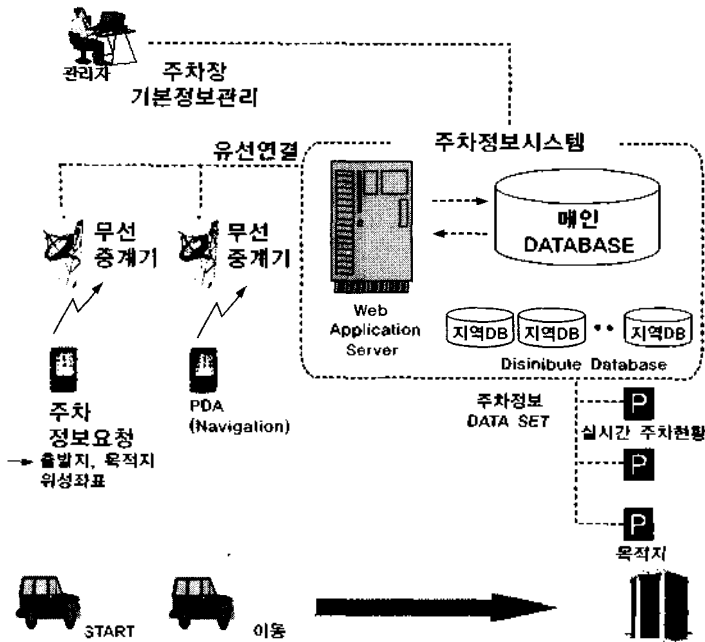 관리자
주차장
기본정보관리
유선연결
주차정보시스템
무선
중계기
무선
중계기
메인
DATABASE
Web
Application
Server
지역DB
지역DB
지역DB
Disinibute Database
주차
정보요청
출발지, 목적지
위성좌표
PDA
(Navigation)
주차정보
DATA SET
P
실시간 주차현황
P
P
목적지
START
이동